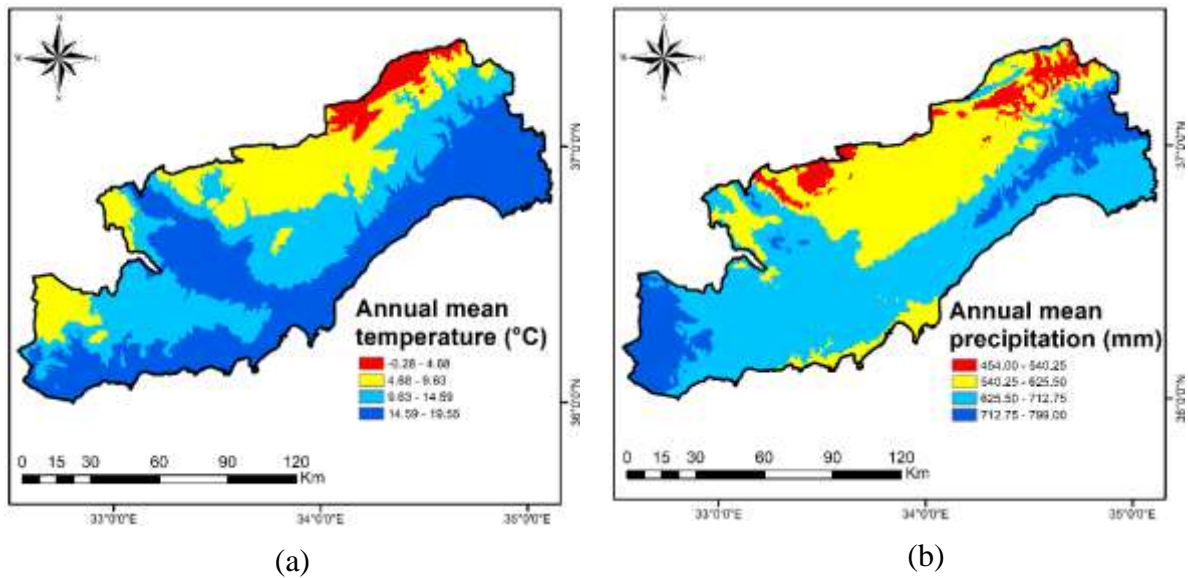 37°0'0"N
36°0'0"N
Annual mean
temperature (°C)
-0.28 - 4.68
4.68 - 9.63
9.63 - 14.59
14.59 - 19.55
0 15 30 60 90 120
Km
33°0'0"E 34°0'0"E 35°0'0"E
(a)
37°0'0"N
36°0'0"N
Annual mean
precipitation (mm)
454.00 - 540.25
540.25 - 625.50
625.50 - 712.75
712.75 - 799.00
0 15 30 60 90 120
Km
33°0'0"E 34°0'0"E 35°0'0"E
(b)